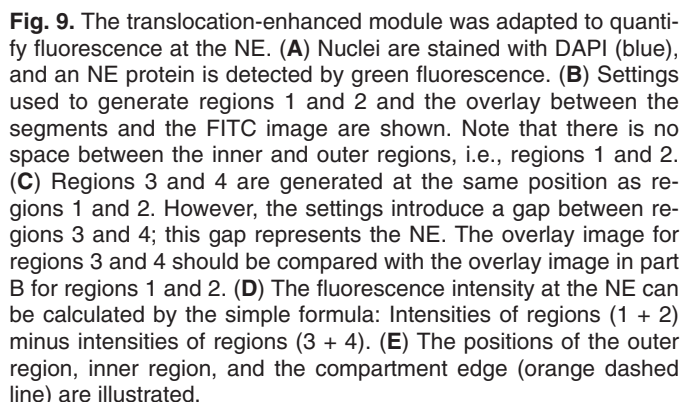 Fig. 9. The translocation-enhanced module was adapted to quanti-
fy fluorescence at the NE. (A) Nuclei are stained with DAPI (blue),
and an NE protein is detected by green fluorescence. (B) Settings
used to generate regions 1 and 2 and the overlay between the
segments and the FITC image are shown. Note that there is no
space between the inner and outer regions, i.e., regions 1 and 2.
(C) Regions 3 and 4 are generated at the same position as re-
gions 1 and 2. However, the settings introduce a gap between re-
gions 3 and 4; this gap represents the NE. The overlay image for
regions 3 and 4 should be compared with the overlay image in part
B for regions 1 and 2. (D) The fluorescence intensity at the NE can
be calculated by the simple formula: Intensities of regions (1 + 2)
minus intensities of regions (3 + 4). (E) The positions of the outer
region, inner region, and the compartment edge (orange dashed
line) are illustrated.